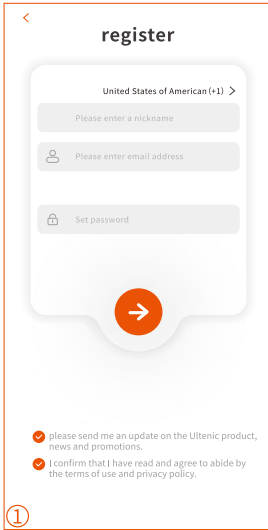 register
United States of American (+1)
Please enter a nickname
Please enter email address
Set password
please send me an update on the Ultenic product,
news and promotions.
I confirm that I have read and agree to abide by
the terms of use and privacy policy.
1